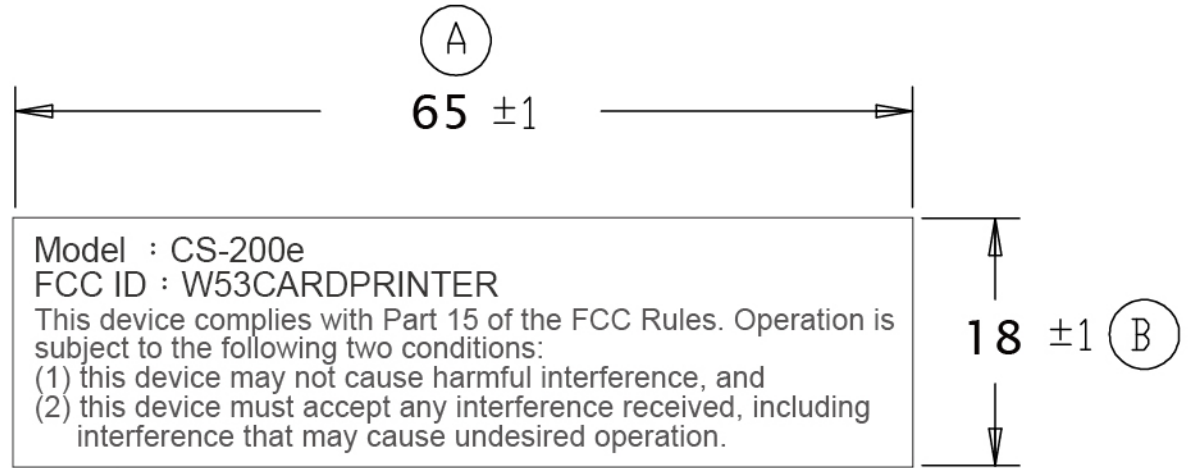 A
65 ±1
Model : CS-200e
FCC ID : W53CARDPRINTER
This device complies with Part 15 of the FCC Rules. Operation is
subject to the following two conditions:
(1) this device may not cause harmful interference, and
(2) this device must accept any interference received, including
interference that may cause undesired operation.
18 ±1 B